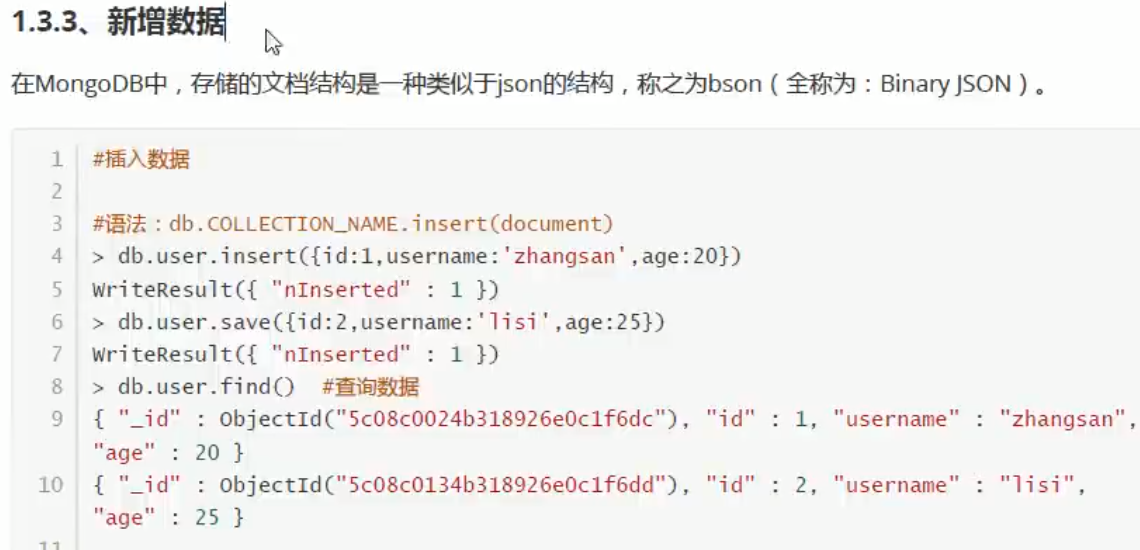 1.3.3、新增数据
在MongoDB中，存储的文档结构是一种类似于json的结构，称之为bson（全称为：Binary JSON）。
1 #插入数据
2
3 #语法：db.COLLECTION_NAME.insert(document)
4 > db.user.insert({id:1,username:'zhangsan',age:20})
5 WriteResult({ "nInserted" : 1 })
6 > db.user.save({id:2,username:'lisi',age:25})
7 WriteResult({ "nInserted" : 1 })
8 > db.user.find()  #查询数据
9 { "_id" : ObjectId("5c08c0024b318926e0c1f6dc"), "id" : 1, "username" : "zhangsan",
"age" : 20 }
10 { "_id" : ObjectId("5c08c0134b318926e0c1f6dd"), "id" : 2, "username" : "lisi",
"age" : 25 }
11